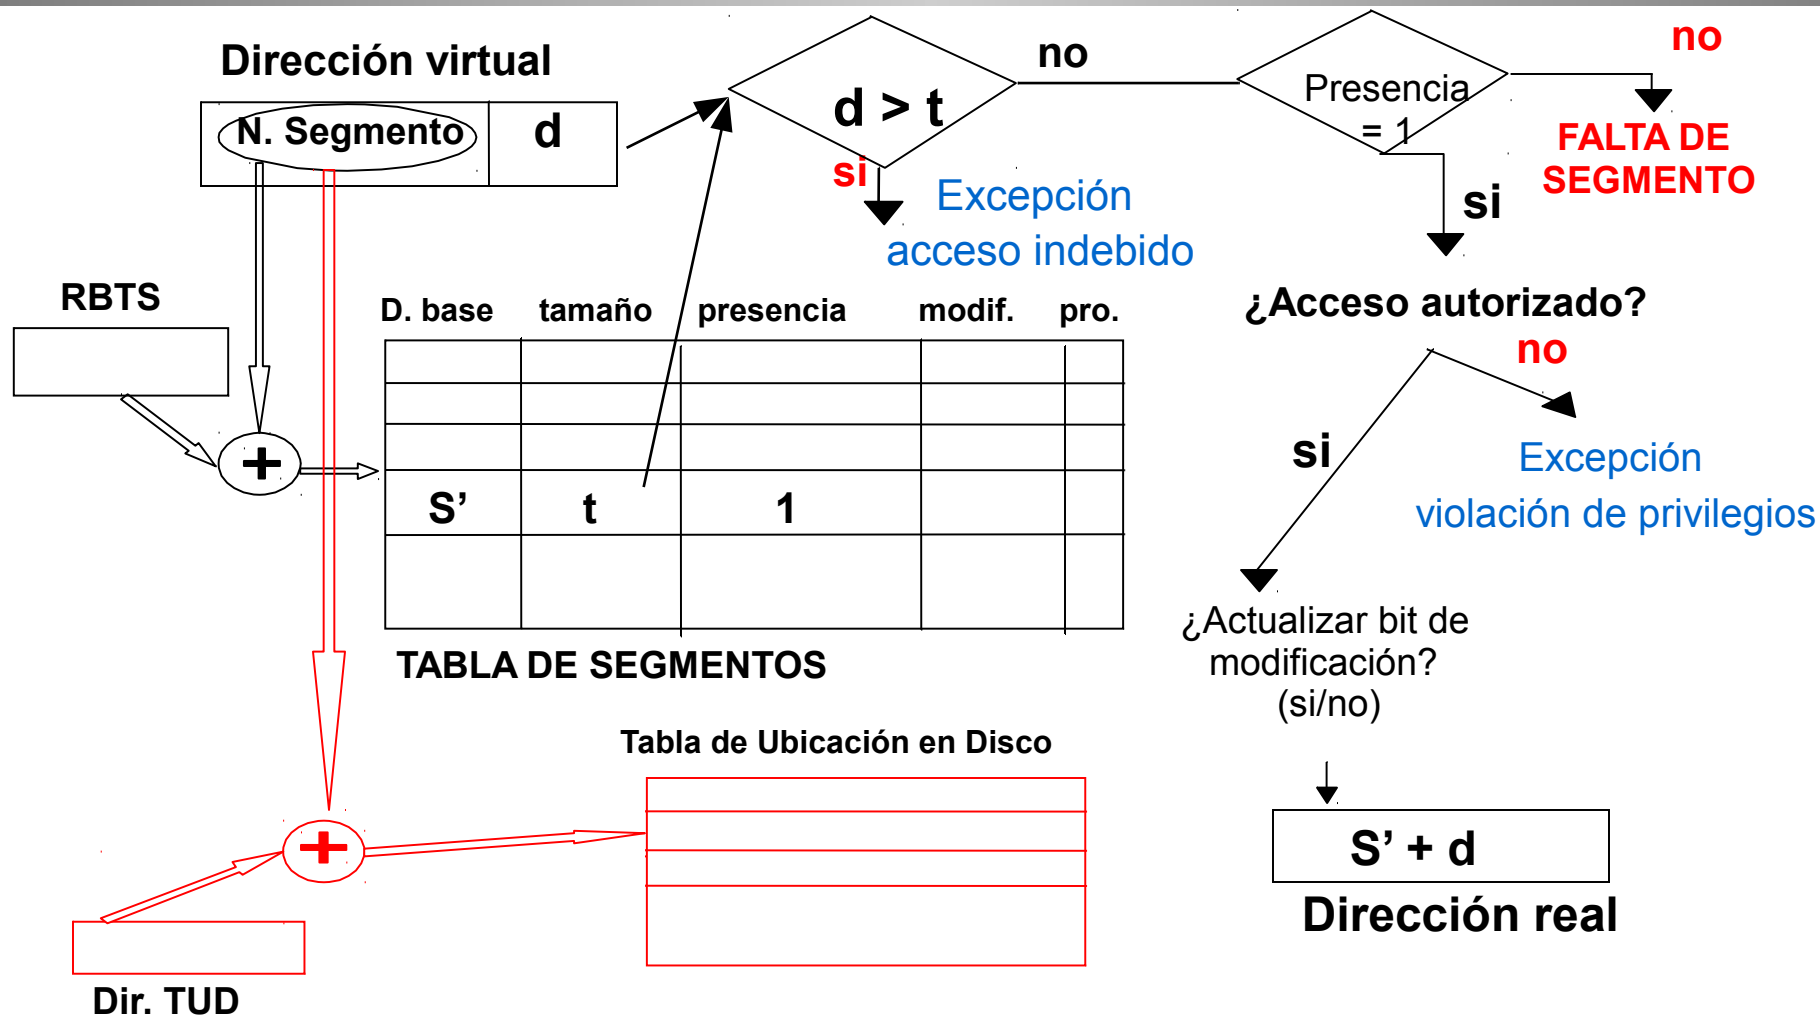 Dirección virtual
N. Segmento
d
d > t
no
si
Excepción
acceso indebido
Presencia
= 1
no
FALTA DE
SEGMENTO
si
RBTS
+
D. base
tamaño
presencia
modif.
pro.
S’
t
1
TABLA DE SEGMENTOS
¿Acceso autorizado?
no
si
Excepción
violación de privilegios
¿Actualizar bit de
modificación?
(si/no)
S’ + d
Dirección real
Tabla de Ubicación en Disco
+
Dir. TUD